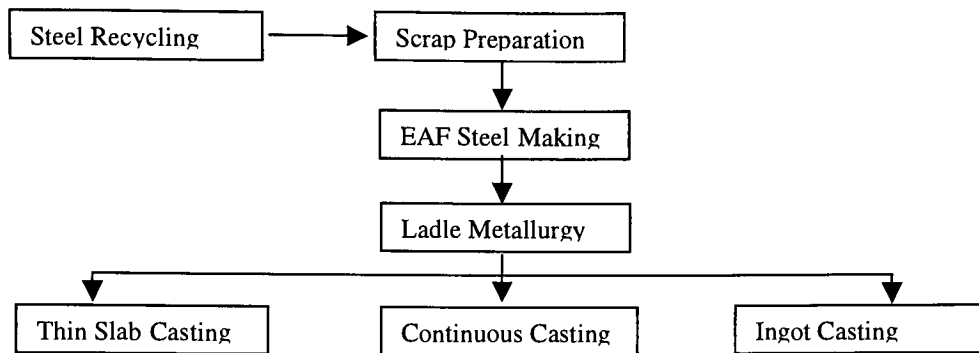 Steel Recycling
Scrap Preparation
EAF Steel Making
Ladle Metallurgy
Thin Slab Casting
Continuous Casting
Ingot Casting